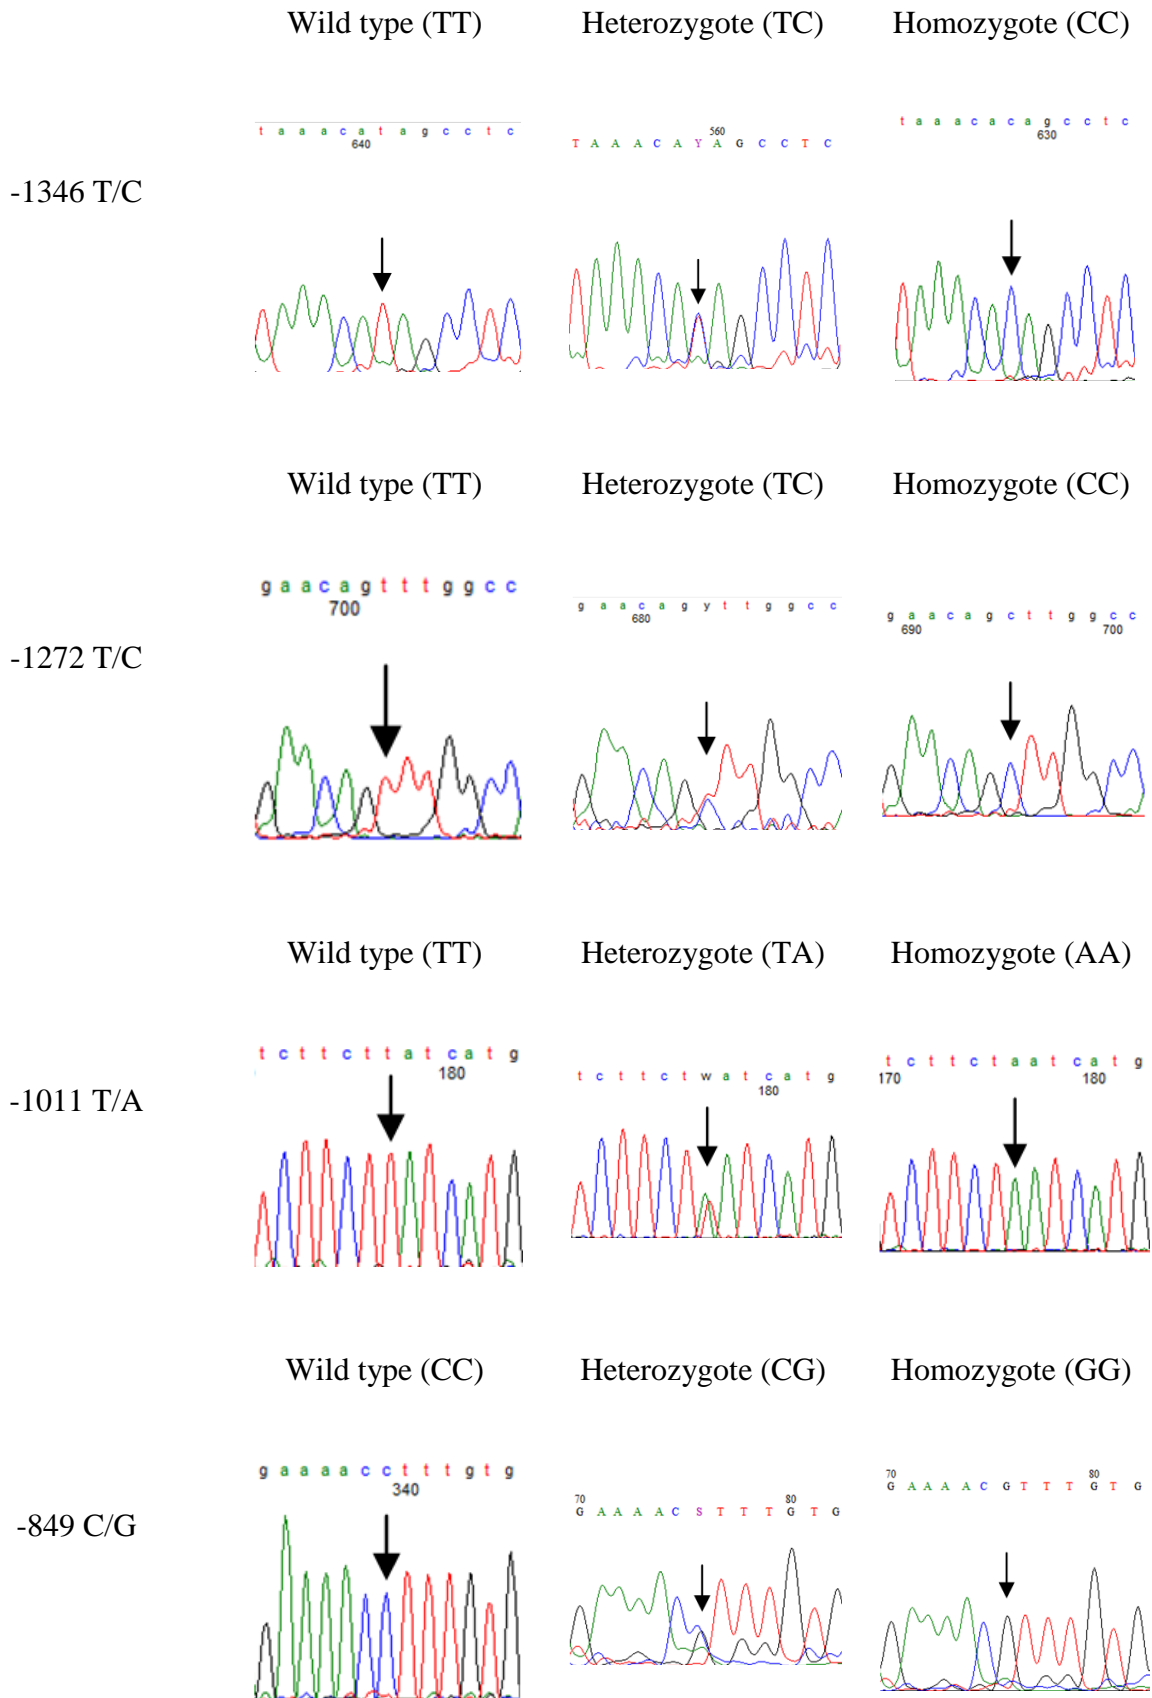 Wild type (TT) Heterozygote (TC) Homozygote (CC)
t a a a c a t a g c c t c
640
T A A A C A Y A G C C T C
560
t a a a c a c a g c c t c
630
-1346 T/C
Wild type (TT) Heterozygote (TC) Homozygote (CC)
g a a c a g t t t g g c c
700
g a a c a g y t t g g c c
680
g a a c a g c t t g g c c
690 700
-1272 T/C
Wild type (TT) Heterozygote (TA) Homozygote (AA)
t c t t c t t a t c a t g
180
t c t t c t w a t c a t g
180
t c t t c t a a t c a t g
170 180
-1011 T/A
Wild type (CC) Heterozygote (CG) Homozygote (GG)
g a a a a c c t t t g t g
340
70 80
G A A A A C S T T T G T G
70 80
G A A A A C G T T T G T G
-849 C/G